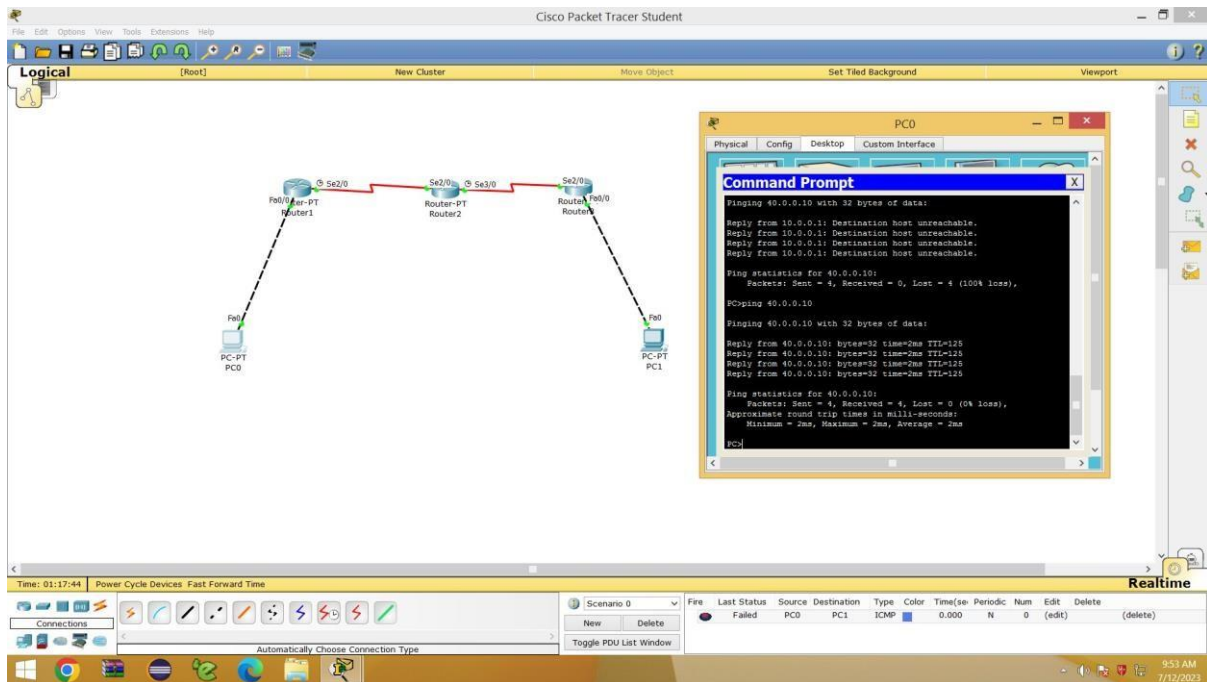 Cisco Packet Tracer Student
File Edit Options View Tools Extensions Help
Logical [Root] New Cluster Move Object Set Tiled Background Viewport
PC0
Physical Config Desktop Custom Interface
Command Prompt X
Pinging 40.0.0.10 with 32 bytes of data:
Reply from 10.0.0.1: Destination host unreachable.
Reply from 10.0.0.1: Destination host unreachable.
Reply from 10.0.0.1: Destination host unreachable.
Reply from 10.0.0.1: Destination host unreachable.
Ping statistics for 40.0.0.10:
Packets: Sent = 4, Received = 0, Lost = 4 (100% loss),
PC>ping 40.0.0.10
Pinging 40.0.0.10 with 32 bytes of data:
Reply from 40.0.0.10: bytes=32 time=2ms TTL=125
Reply from 40.0.0.10: bytes=32 time=2ms TTL=125
Reply from 40.0.0.10: bytes=32 time=2ms TTL=125
Reply from 40.0.0.10: bytes=32 time=2ms TTL=125
Ping statistics for 40.0.0.10:
Packets: Sent = 4, Received = 4, Lost = 0 (0% loss),
Approximate round trip times in milli-seconds:
Minimum = 2ms, Maximum = 2ms, Average = 2ms
PC>
Se2/0 Se2/0 Se3/0 Se2/0
Fa0/0 Router-PT Fa0/0
Router1 Router2
Fa0 Fa0
PC-PT PC-PT
PC0 PC1
Time: 01:17:44 Power Cycle Devices Fast Forward Time Realtime
Connections
Automatically Choose Connection Type
Scenario 0
New Delete
Toggle PDU List Window
Fire Last Status Source Destination Type Color Periodic Num Edit Delete
Failed PC0 PC1 ICMP 0.000 N 0 (edit) (delete)
9:53 AM
7/12/2023